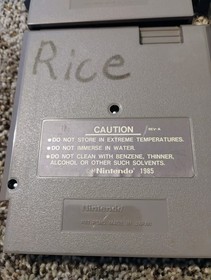 Rice
CAUTION REV-A
●DO NOT STORE IN EXTREME TEMPERATURES.
●DO NOT IMMERSE IN WATER.
●DO NOT CLEAN WITH BENZENE, THINNER,
ALCOHOL OR OTHER SUCH SOLVENTS.
©Nintendo 1985
Nintendo